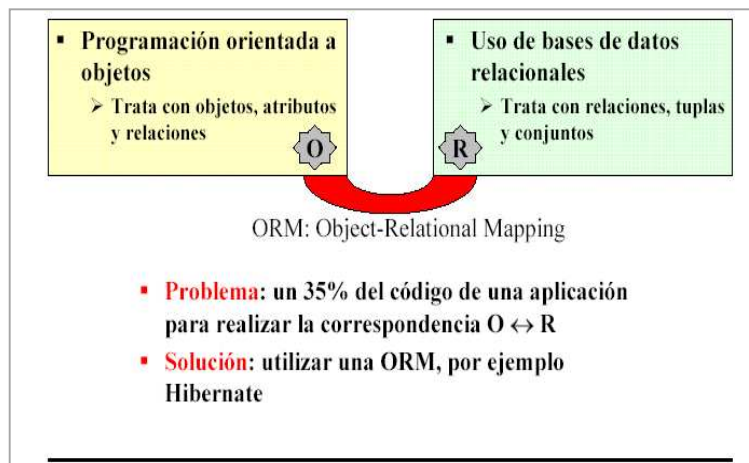 ▪ Programación orientada a
objetos
➢ Trata con objetos, atributos
y relaciones
O
▪ Uso de bases de datos
relacionales
➢ Trata con relaciones, tuplas
y conjuntos
R
ORM: Object-Relational Mapping
▪ Problema: un 35% del código de una aplicación
para realizar la correspondencia O ↔ R
▪ Solución: utilizar una ORM, por ejemplo
Hibernate